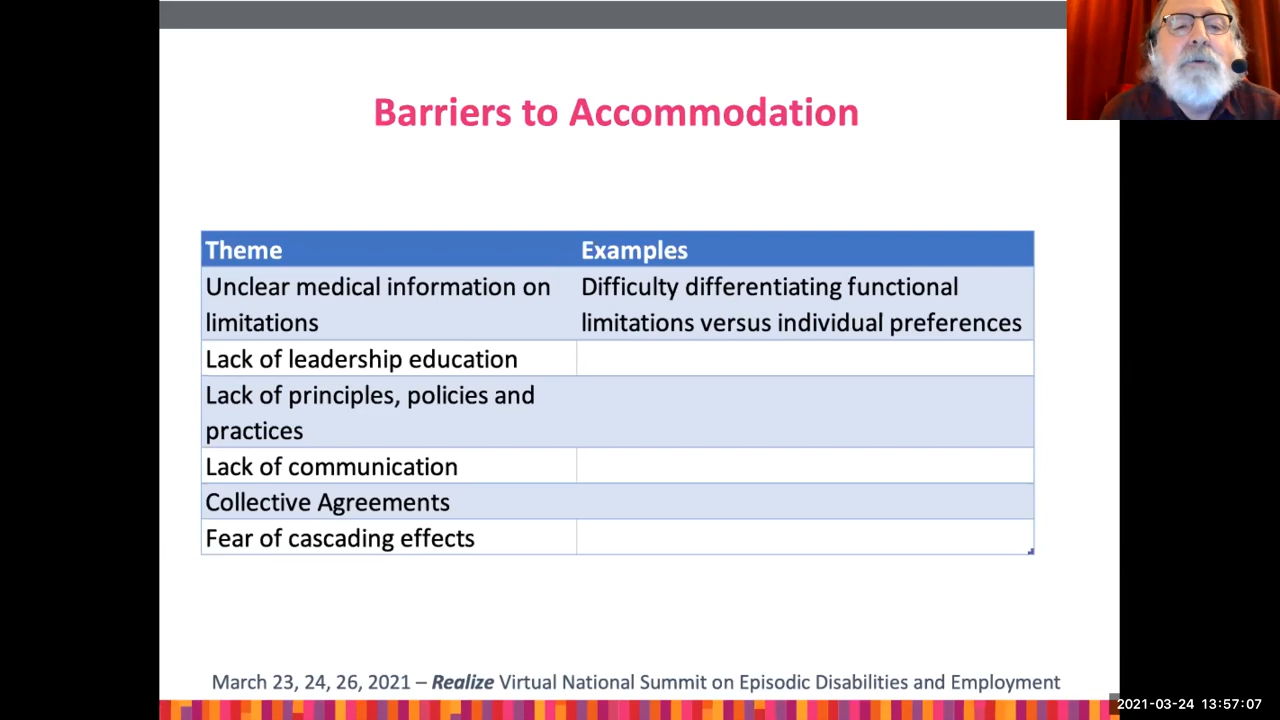 Barriers to Accommodation
Theme
Examples
Unclear medical information on
limitations
Difficulty differentiating functional
limitations versus individual preferences
Lack of leadership education
Lack of principles, policies and
practices
Lack of communication
Collective Agreements
Fear of cascading effects
March 23, 24, 26, 2021 – Realize Virtual National Summit on Episodic Disabilities and Employment
2021-03-24 13:57:07